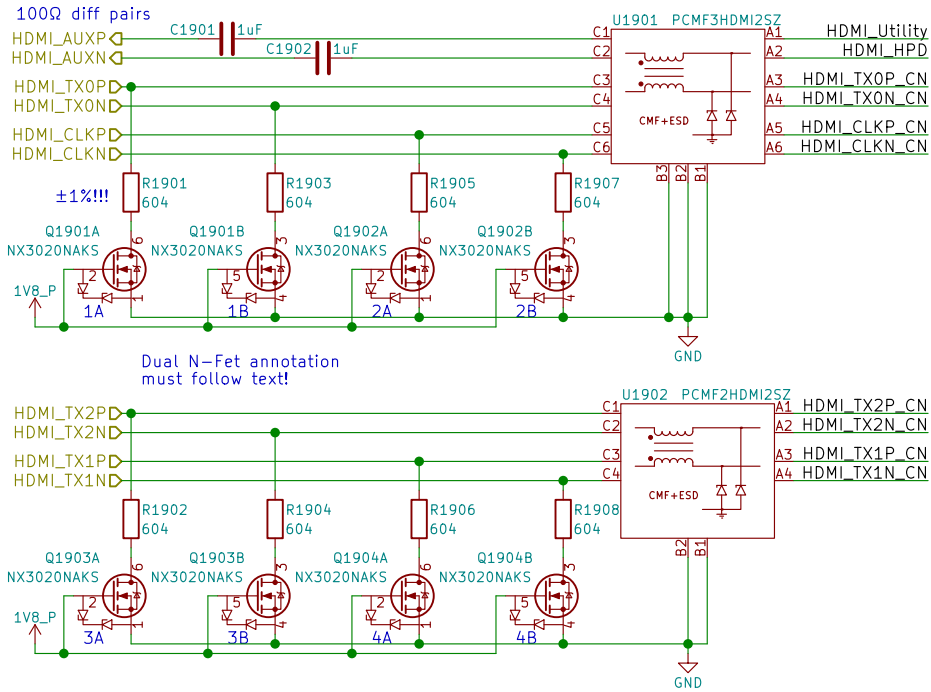 100Ω diff pairs
HDMI_AUXP
HDMI_AUXN
C1901
1uF
C1902
1uF
U1901 PCMF3HDMI2SZ
C1
C2
C3
C4
C5
C6
CMF+ESD
A1
A2
A3
A4
A5
A6
B3
B2
B1
HDMI_Utility
HDMI_HPD
HDMI_TX0P_CN
HDMI_TX0N_CN
HDMI_CLKP_CN
HDMI_CLKN_CN
HDMI_TX0P
HDMI_TX0N
HDMI_CLKP
HDMI_CLKN
±1%!!!
R1901
604
R1903
604
R1905
604
R1907
604
Q1901A
NX3020NAKS
6
2
1
1A
Q1901B
NX3020NAKS
3
5
4
1B
Q1902A
NX3020NAKS
6
2
1
2A
Q1902B
NX3020NAKS
3
5
4
2B
1V8_P
GND
Dual N-Fet annotation
must follow text!
HDMI_TX2P
HDMI_TX2N
HDMI_TX1P
HDMI_TX1N
U1902 PCMF2HDMI2SZ
C1
C2
C3
C4
CMF+ESD
A1
A2
A3
A4
B2
B1
HDMI_TX2P_CN
HDMI_TX2N_CN
HDMI_TX1P_CN
HDMI_TX1N_CN
R1902
604
R1904
604
R1906
604
R1908
604
Q1903A
NX3020NAKS
6
2
1
3A
Q1903B
NX3020NAKS
3
5
4
3B
Q1904A
NX3020NAKS
6
2
1
4A
Q1904B
NX3020NAKS
3
5
4
4B
1V8_P
GND